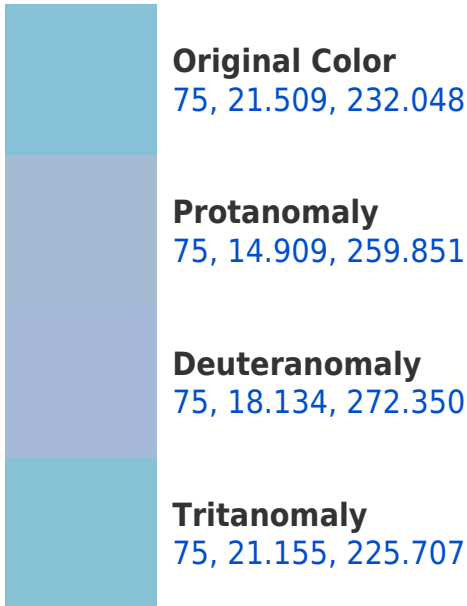 Original Color
75, 21.509, 232.048
Protanomaly
75, 14.909, 259.851
Deuteranomaly
75, 18.134, 272.350
Tritanomaly
75, 21.155, 225.707